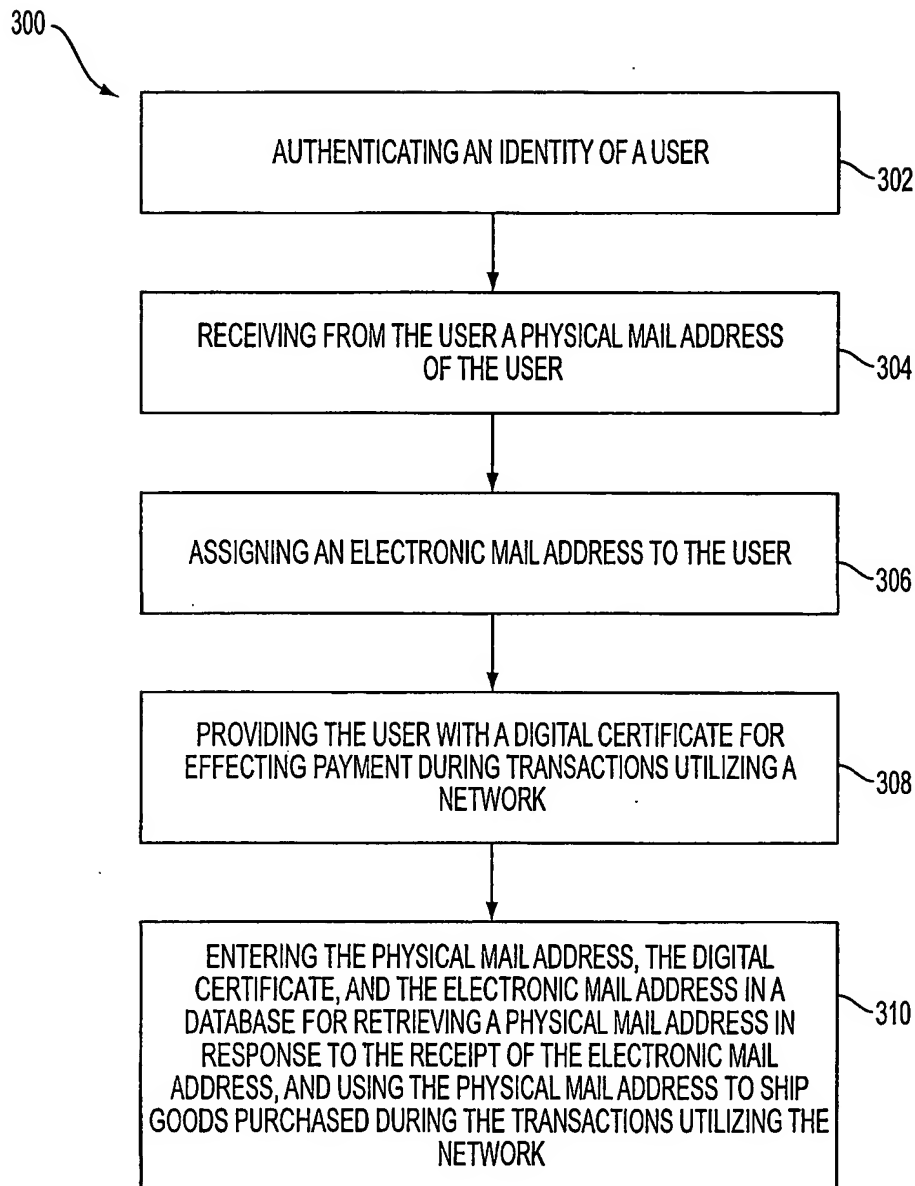 300
AUTHENTICATING AN IDENTITY OF A USER
302
RECEIVING FROM THE USER A PHYSICAL MAIL ADDRESS
OF THE USER
304
ASSIGNING AN ELECTRONIC MAIL ADDRESS TO THE USER
306
PROVIDING THE USER WITH A DIGITAL CERTIFICATE FOR
EFFECTING PAYMENT DURING TRANSACTIONS UTILIZING A
NETWORK
308
ENTERING THE PHYSICAL MAIL ADDRESS, THE DIGITAL
CERTIFICATE, AND THE ELECTRONIC MAIL ADDRESS IN A
DATABASE FOR RETRIEVING A PHYSICAL MAIL ADDRESS IN
RESPONSE TO THE RECEIPT OF THE ELECTRONIC MAIL
ADDRESS, AND USING THE PHYSICAL MAIL ADDRESS TO SHIP
GOODS PURCHASED DURING THE TRANSACTIONS UTILIZING THE
NETWORK
310